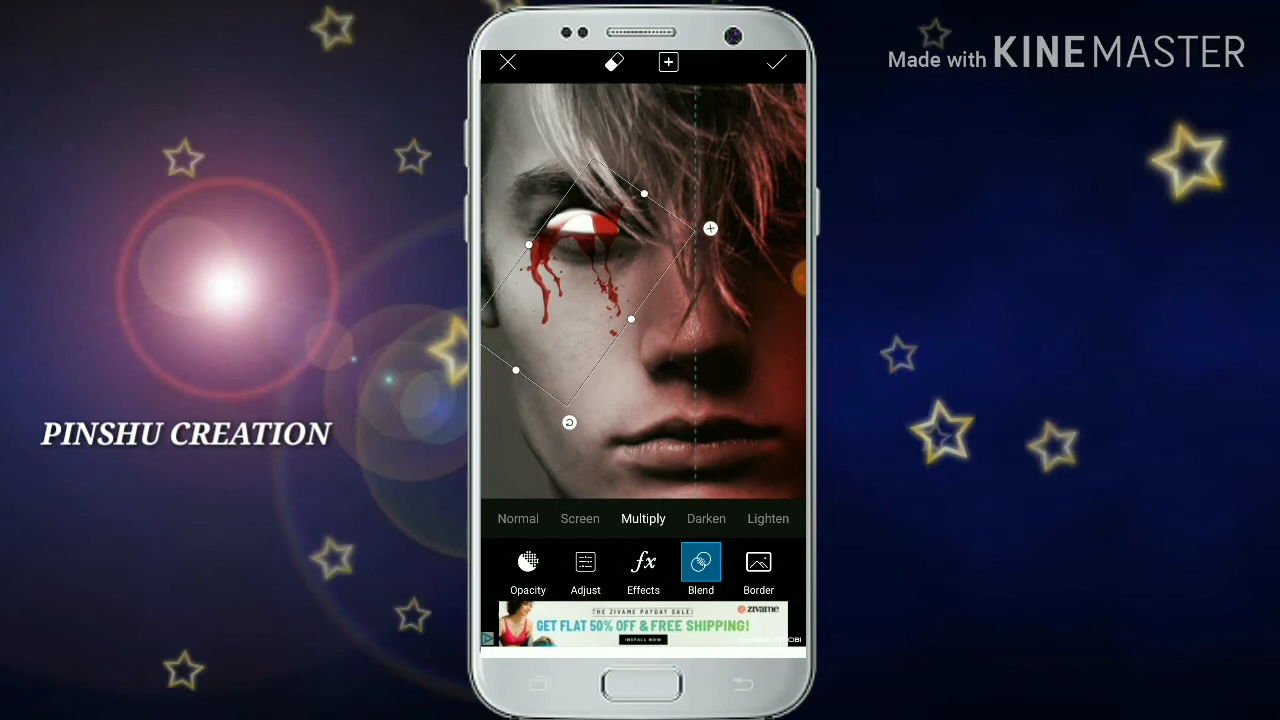 Made with KINEMASTER
PINSHU CREATION
Normal Screen Multiply Darken Lighten
Opacity Adjust Effects Blend Border
THE ZIVAME PAYDAY SALE!
zivame
GET FLAT 50% OFF & FREE SHIPPING!
INSTALL NOW